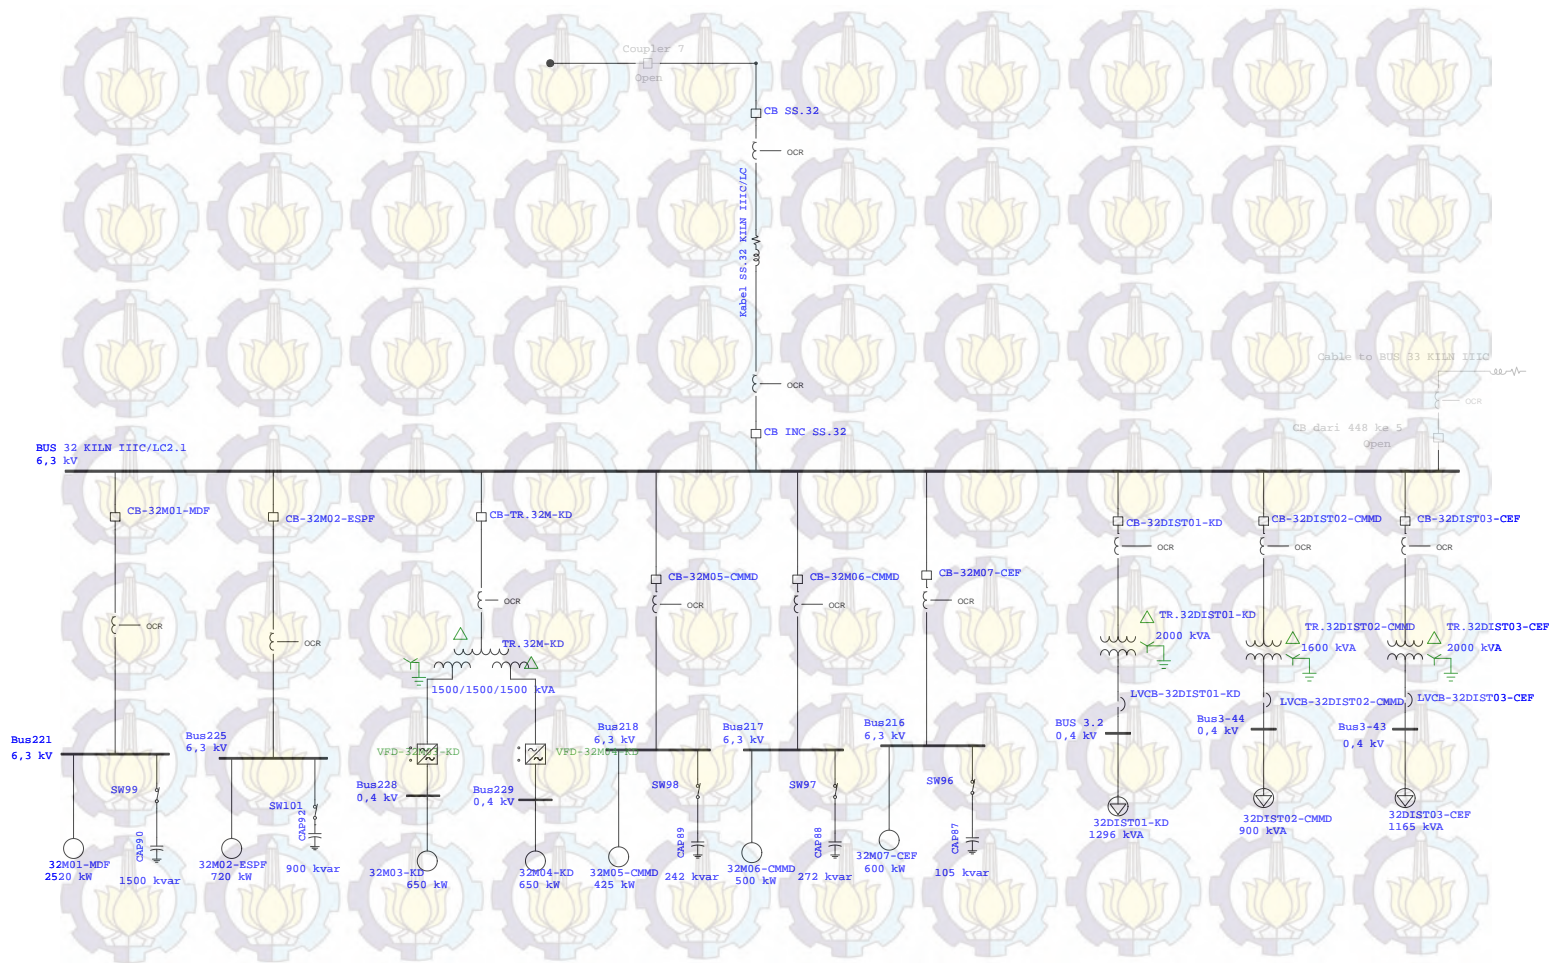 Coupler 7
Open
CB SS.32
OCR
Kabel SS.32 KILN IIIC/LC
OCR
CB INC SS.32
Cable to BUS 33 KILN IIIC
OCR
CB dari 448 ke 5
Open
BUS 32 KILN IIIC/LC2.1
6,3 kV
CB-32M01-MDF
OCR
Bus221
6,3 kV
SW99
CAP90
32M01-MDF
2520 kW
1500 kvar
CB-32M02-ESPF
OCR
Bus225
6,3 kV
SW101
CAP92
32M02-ESPF
720 kW
900 kvar
CB-TR.32M-KD
OCR
TR.32M-KD
1500/1500/1500 kVA
VFD-32M03-KD
Bus228
0,4 kV
32M03-KD
650 kW
VFD-32M04-KD
Bus229
0,4 kV
32M04-KD
650 kW
CB-32M05-CMMD
OCR
Bus218
6,3 kV
SW98
CAP89
32M05-CMMD
425 kW
242 kvar
CB-32M06-CMMD
OCR
Bus217
6,3 kV
SW97
CAP88
32M06-CMMD
500 kW
272 kvar
CB-32M07-CEF
OCR
Bus216
6,3 kV
SW96
CAP87
32M07-CEF
600 kW
105 kvar
CB-32DIST01-KD
OCR
TR.32DIST01-KD
2000 kVA
LVCB-32DIST01-KD
BUS 3.2
0,4 kV
32DIST01-KD
1296 kVA
CB-32DIST02-CMMD
OCR
TR.32DIST02-CMMD
1600 kVA
LVCB-32DIST02-CMMD
Bus3-44
0,4 kV
32DIST02-CMMD
900 kVA
CB-32DIST03-CEF
OCR
TR.32DIST03-CEF
2000 kVA
LVCB-32DIST03-CEF
Bus3-43
0,4 kV
32DIST03-CEF
1165 kVA